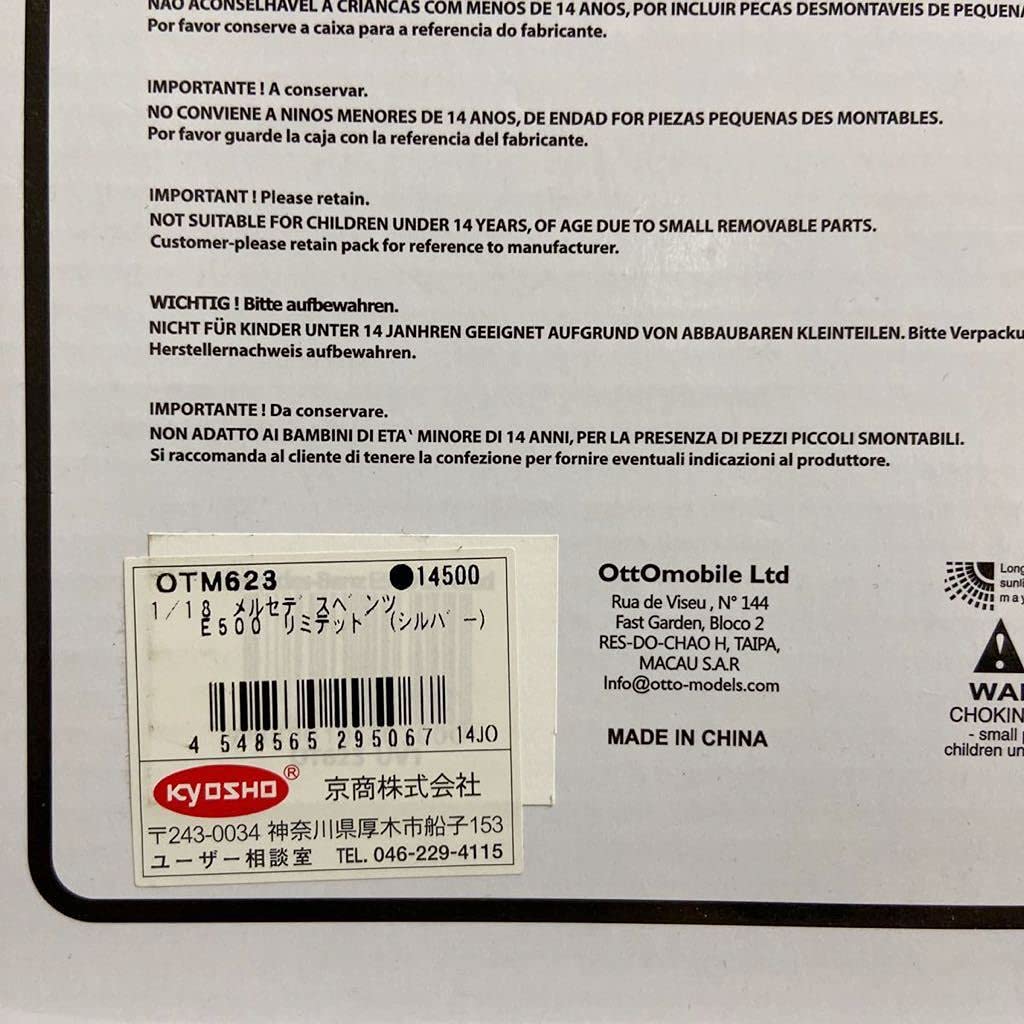 NAO ACONSELHAVEL A CRIANCAS COM MENOS DE 14 ANOS, POR INCLUIR PECAS DESMONTAVEIS DE PEQUENA
Por favor conserve a caixa para a referencia do fabricante.
IMPORTANTE ! A conservar.
NO CONVIENE A NINOS MENORES DE 14 ANOS, DE ENDAD FOR PIEZAS PEQUENAS DES MONTABLES.
Por favor guarde la caja con la referencia del fabricante.
IMPORTANT ! Please retain.
NOT SUITABLE FOR CHILDREN UNDER 14 YEARS, OF AGE DUE TO SMALL REMOVABLE PARTS.
Customer-please retain pack for reference to manufacturer.
WICHTIG ! Bitte aufbewahren.
NICHT FÜR KINDER UNTER 14 JANHREN GEEIGNET AUFGRUND VON ABBAUBAREN KLEINTEILEN. Bitte Verpacku
Herstellernachweis aufbewahren.
IMPORTANTE ! Da conservare.
NON ADATTO AI BAMBINI DI ETA‵ MINORE DI 14 ANNI, PER LA PRESENZA DI PEZZI PICCOLI SMONTABILI.
Si raccomanda al cliente di tenere la confezione per fornire eventuali indicazioni al produttore.
OTM623 ●14500
1/18 メルセデスベンツ
E500 リミテット (シルバー)
4 548565 295067 14JO
KYOSHO® 京商株式会社
〒243-0034 神奈川県厚木市船子153
ユーザー相談室 TEL. 046-229-4115
OttOmobile Ltd
Rua de Viseu , N° 144
Fast Garden, Bloco 2
RES-DO-CHAO H, TAIPA,
MACAU S.A.R
Info@otto-models.com
MADE IN CHINA
Long
sunli
may
WAR
CHOKIN
- small p
children un